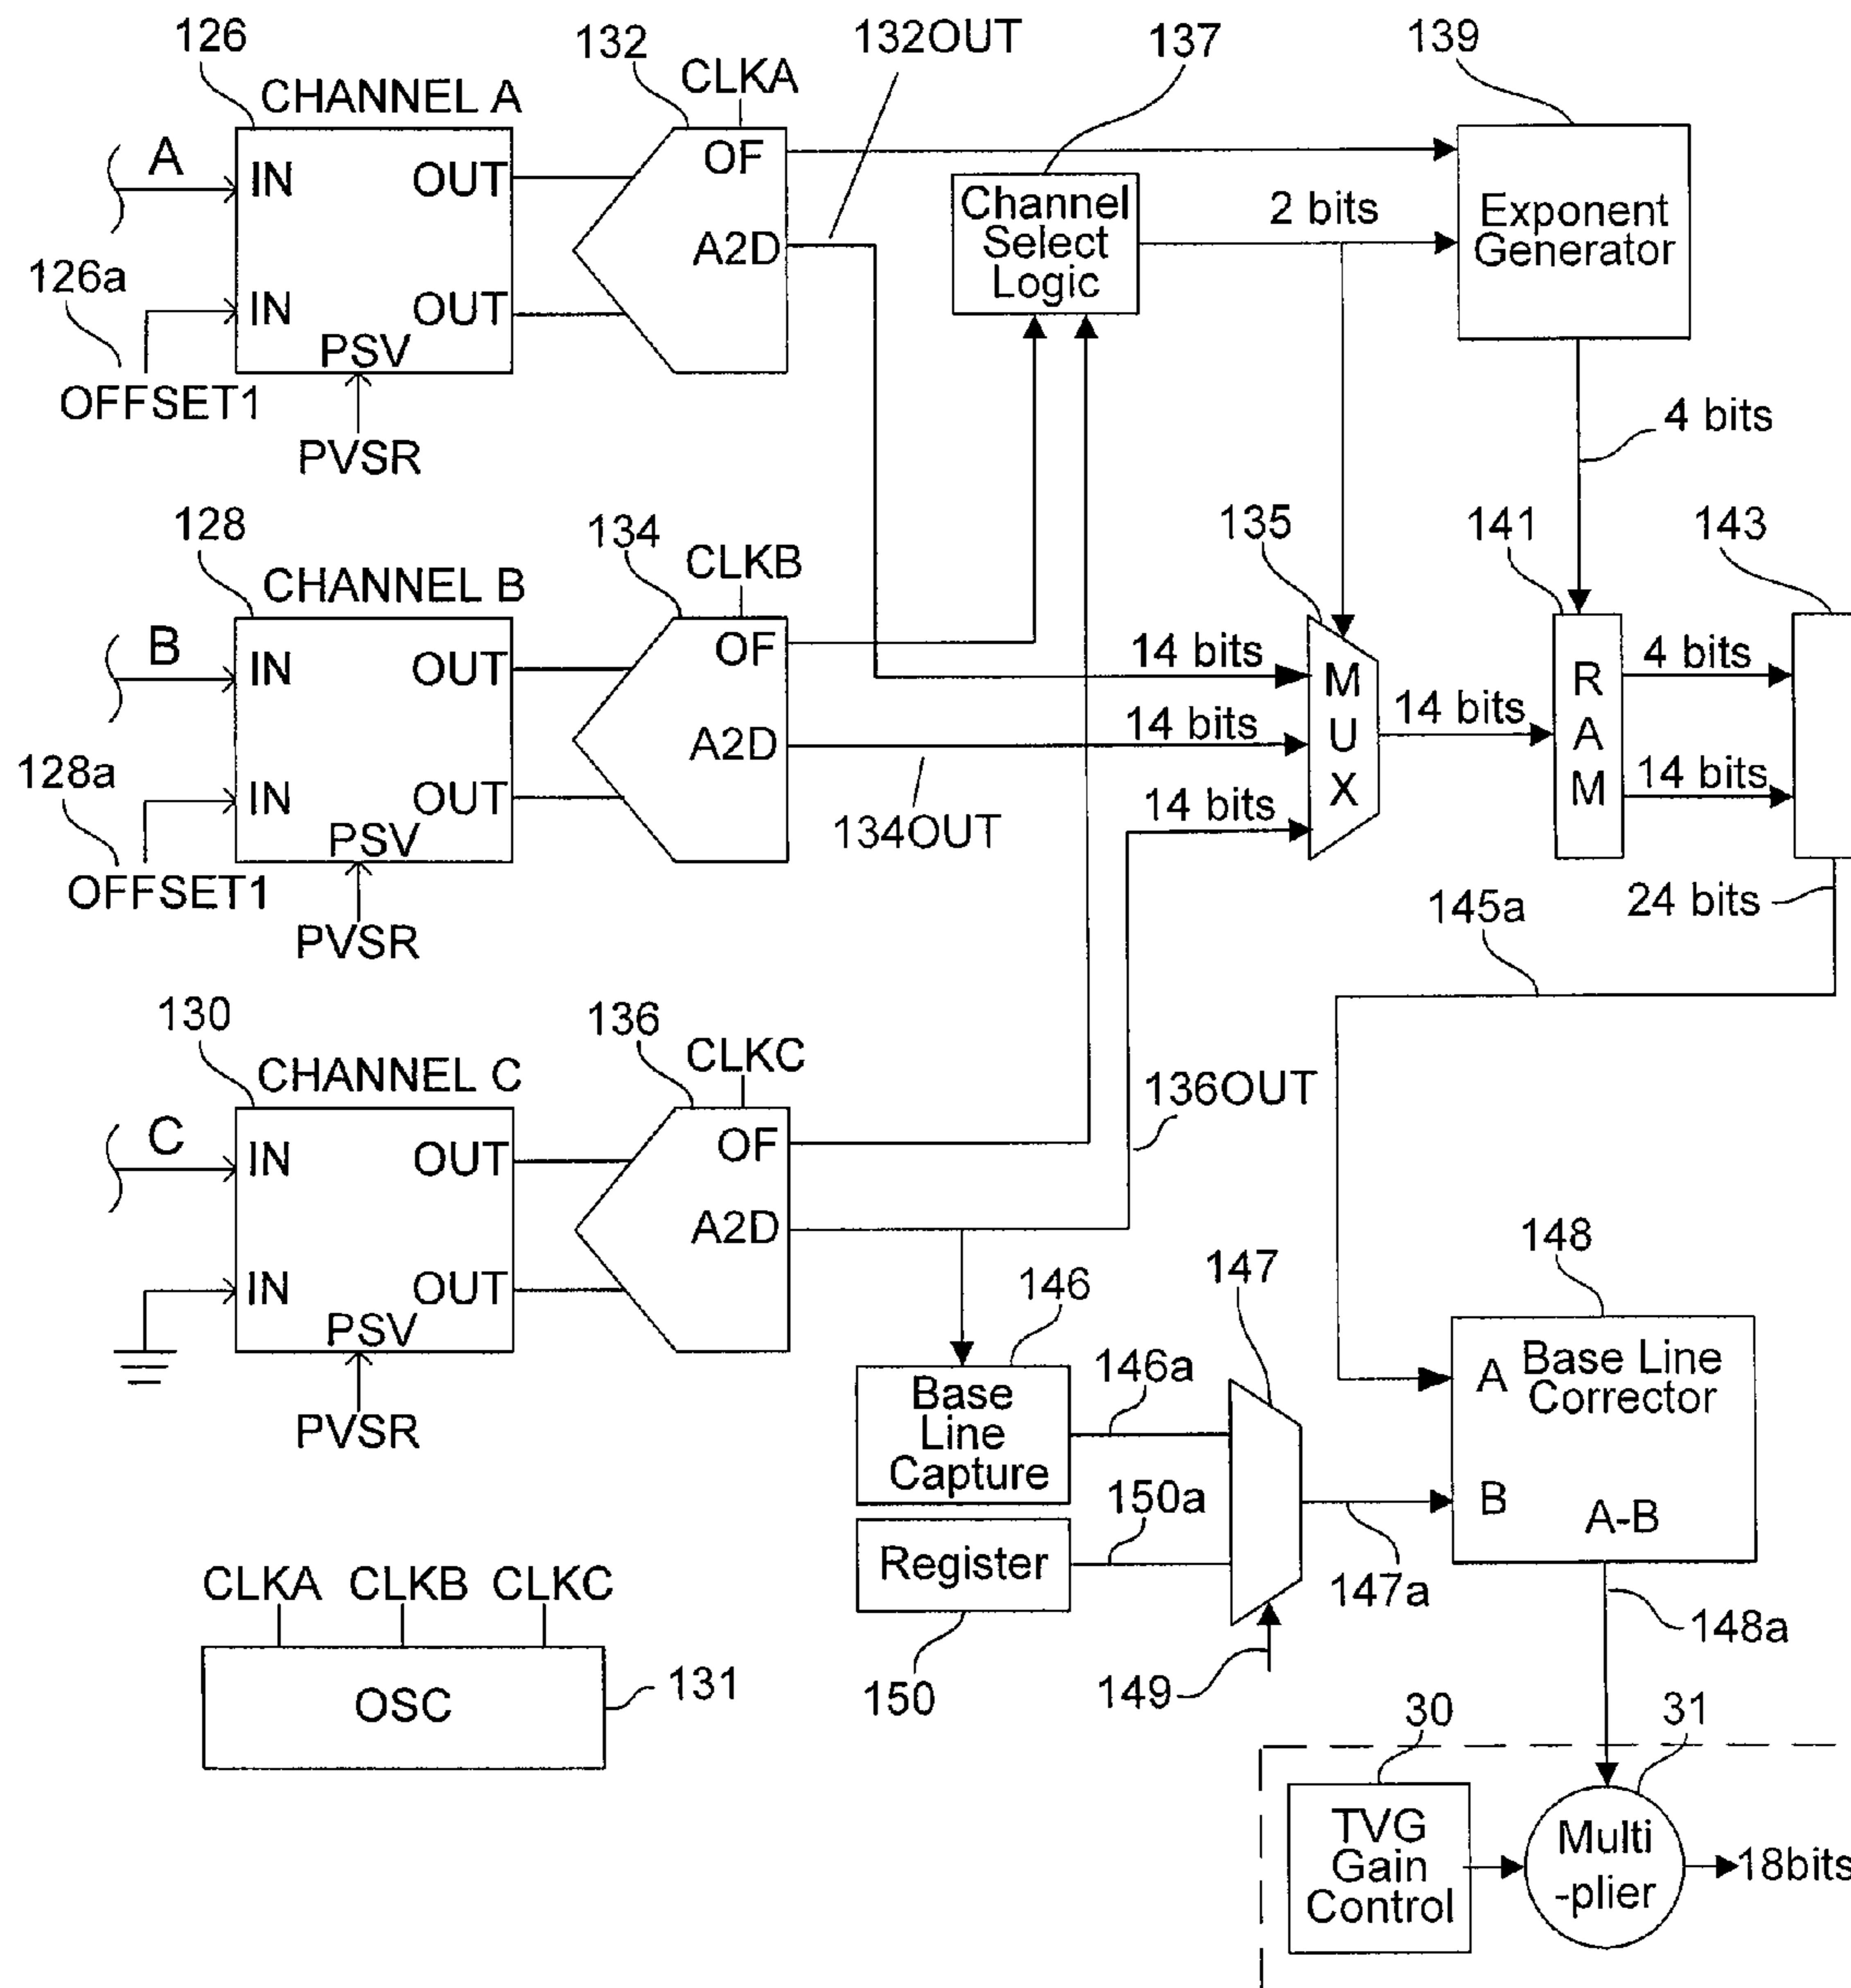 126
132
132OUT
137
139
CHANNEL A
CLKA
A
IN
OUT
OF
A2D
126a
IN
OUT
PSV
OFFSET1
PVSR
Channel
Select
Logic
2 bits
Exponent
Generator
4 bits
128
134
CHANNEL B
CLKB
135
141
143
B
IN
OUT
OF
A2D
128a
IN
OUT
PSV
OFFSET1
PVSR
134OUT
14 bits
14 bits
14 bits
M
U
X
14 bits
R
A
M
4 bits
14 bits
145a
24 bits
130
136
CHANNEL C
CLKC
136OUT
C
IN
OUT
OF
A2D
IN
OUT
PSV
PVSR
146
147
148
Base
Line
Capture
146a
A
Base Line
Corrector
B
A-B
Register
150a
147a
148a
150
149
CLKA
CLKB
CLKC
OSC
131
30
31
TVG
Gain
Control
Multi
-plier
18bits